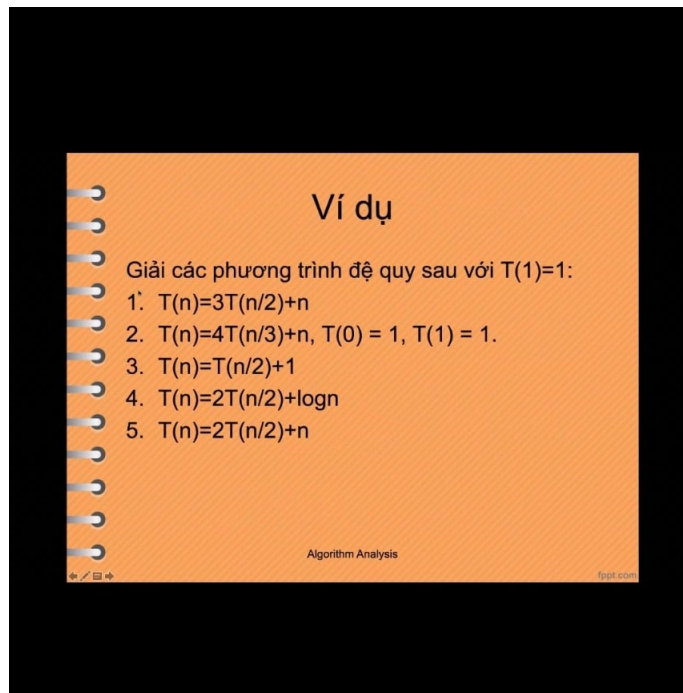 Ví dụ
Giải các phương trình đệ quy sau với T(1)=1:
1. T(n)=3T(n/2)+n
2. T(n)=4T(n/3)+n, T(0) = 1, T(1) = 1.
3. T(n)=T(n/2)+1
4. T(n)=2T(n/2)+logn
5. T(n)=2T(n/2)+n
Algorithm Analysis
fppt.com